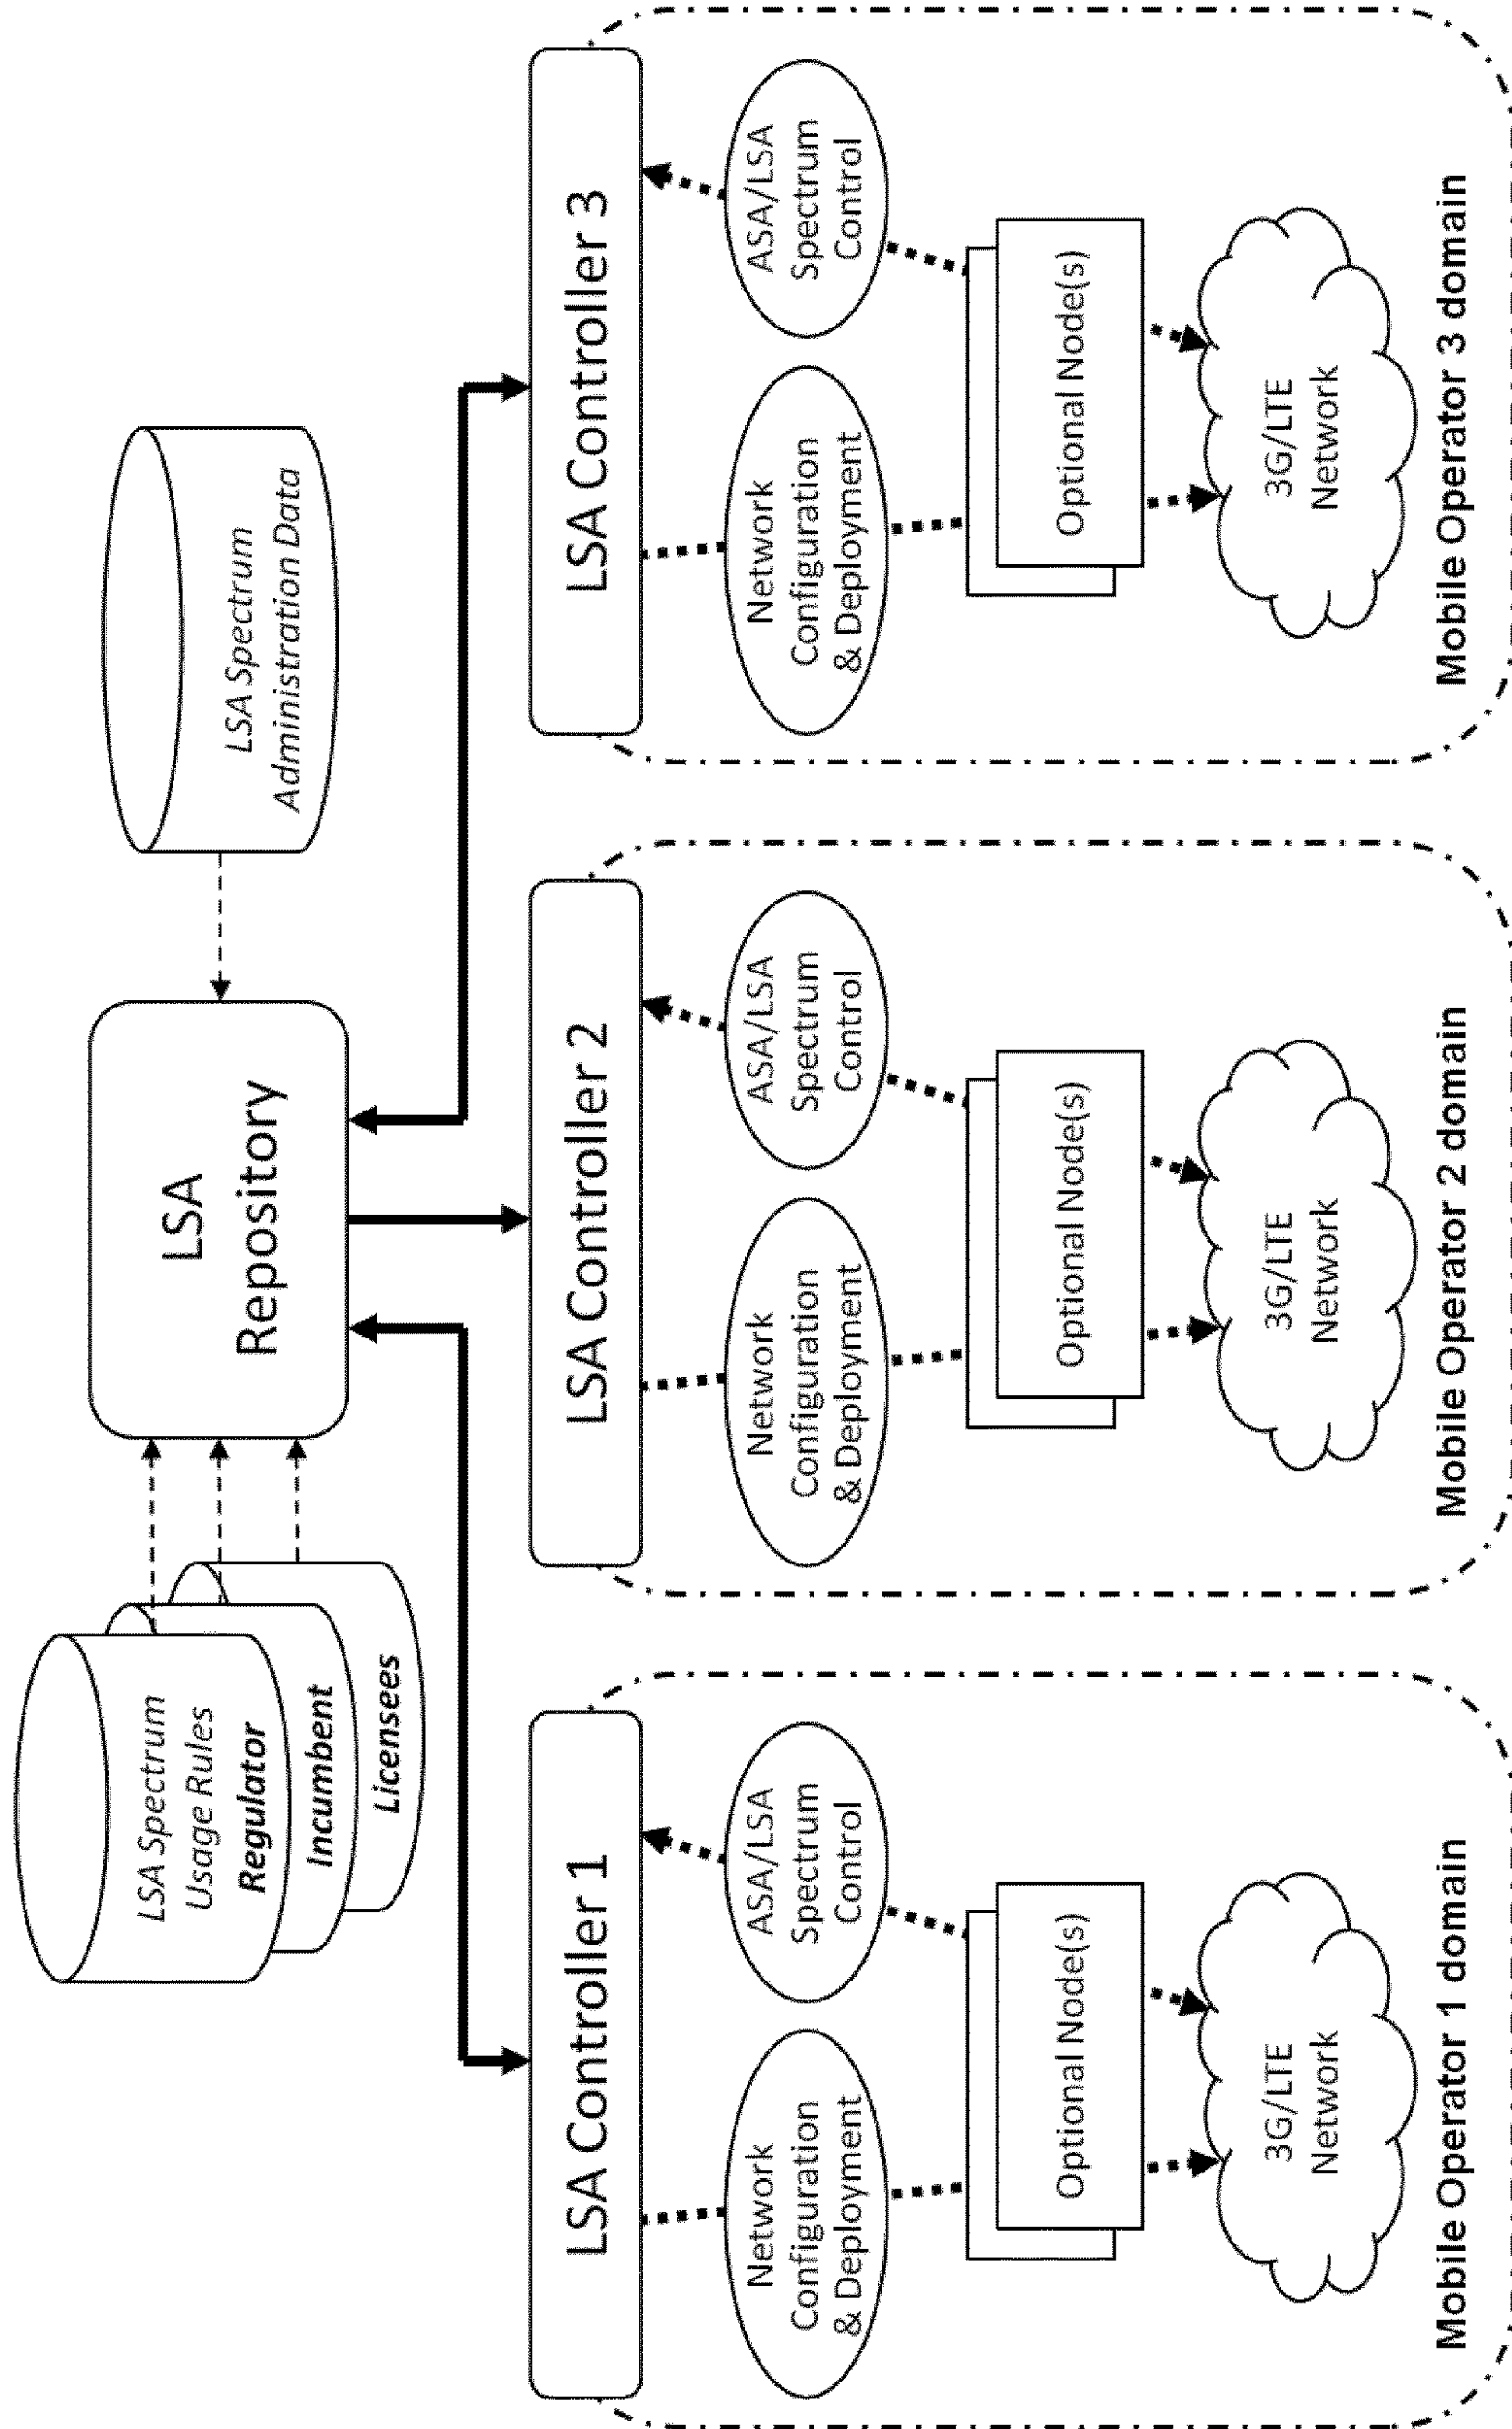 LSA Spectrum
Usage Rules
Regulator
Incumbent
Licensees
LSA
Repository
LSA Spectrum
Administration Data
LSA Controller 1
Network
Configuration
& Deployment
ASA/LSA
Spectrum
Control
Optional Node(s)
3G/LTE
Network
Mobile Operator 1 domain
LSA Controller 2
Network
Configuration
& Deployment
ASA/LSA
Spectrum
Control
Optional Node(s)
3G/LTE
Network
Mobile Operator 2 domain
LSA Controller 3
Network
Configuration
& Deployment
ASA/LSA
Spectrum
Control
Optional Node(s)
3G/LTE
Network
Mobile Operator 3 domain